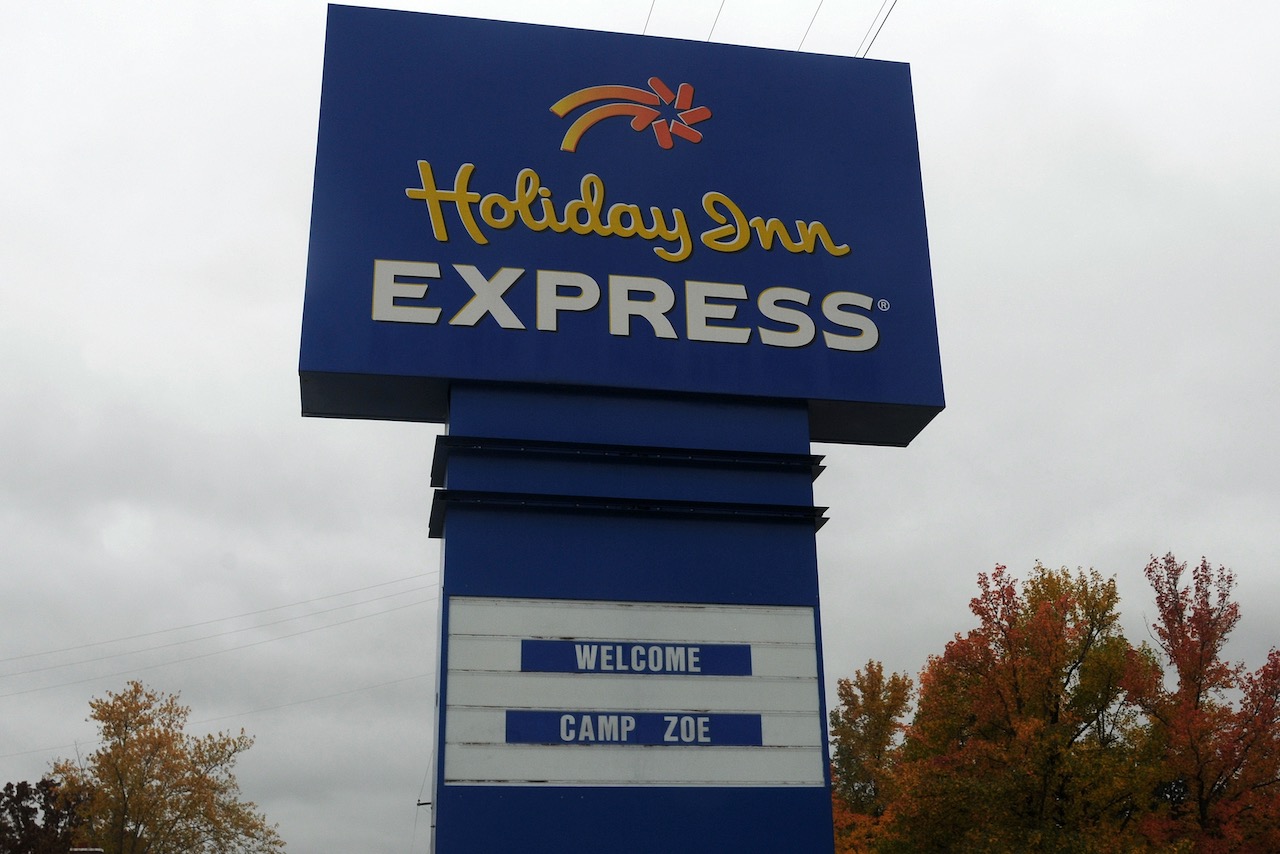 Holiday Inn
EXPRESS®
WELCOME
CAMP ZOE